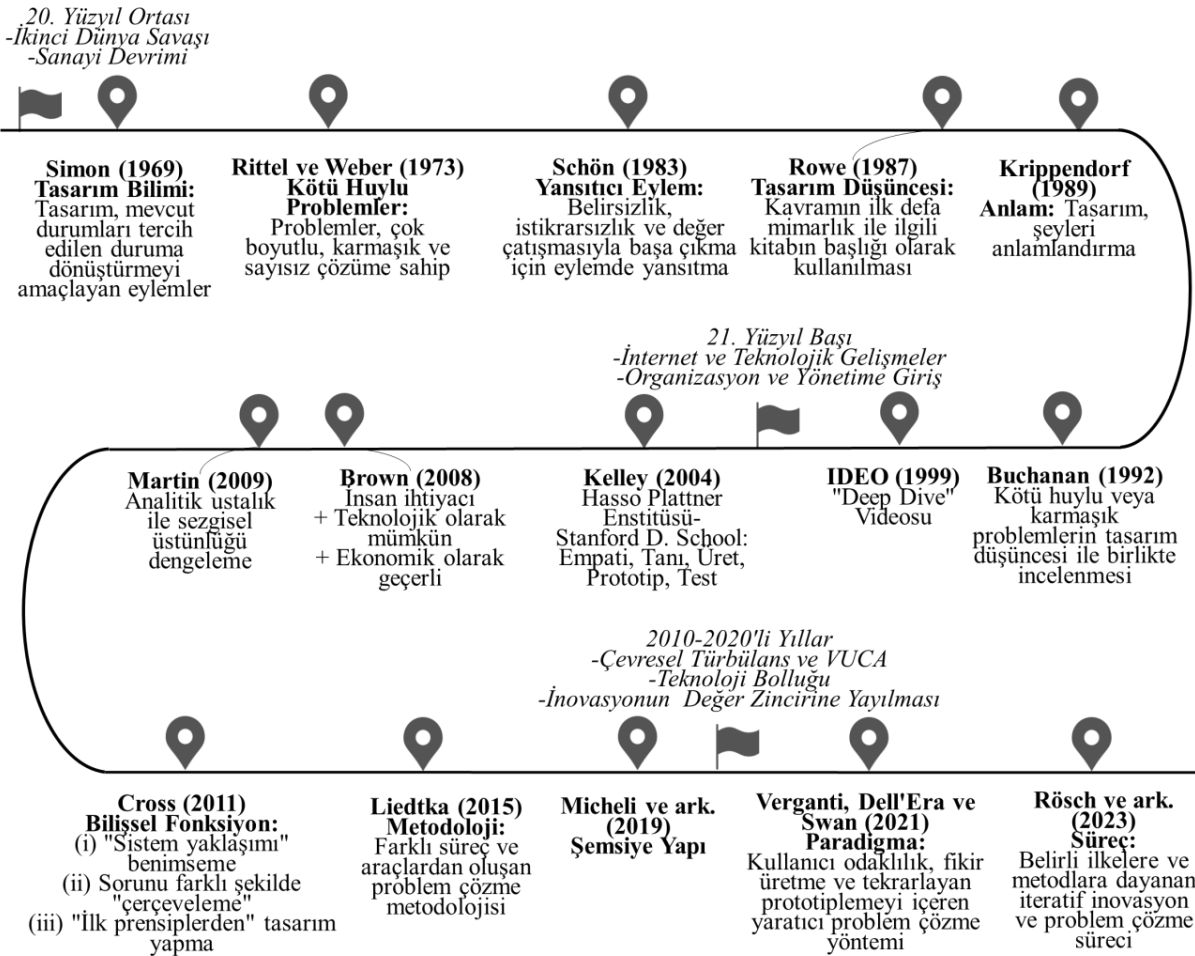 20. Yüzyıl Ortası
-İkinci Dünya Savaşı
-Sanayi Devrimi
Simon (1969)
Tasarım Bilimi:
Tasarım, mevcut
durumları tercih
edilen duruma
dönüştürmeyi
amaçlayan eylemler
Rittel ve Weber (1973)
Kötü Huylu
Problemler:
Problemler, çok
boyutlu, karmaşık ve
sayısız çözüme sahip
Schön (1983)
Yansıtıcı Eylem:
Belirsizlik,
istikrarsızlık ve değer
çatışmasıyla başa çıkma
için eylemde yansıtma
Rowe (1987)
Tasarım Düşüncesi:
Kavramın ilk defa
mimarlık ile ilgili
kitabın başlığı olarak
kullanılması
Krippendorf
(1989)
Anlam: Tasarım,
şeyleri
anlamlandırma
21. Yüzyıl Başı
-İnternet ve Teknolojik Gelişmeler
-Organizasyon ve Yönetime Giriş
Martin (2009)
Analitik ustalık
ile sezgisel
üstünlüğü
dengeleme
Brown (2008)
İnsan ihtiyacı
+ Teknolojik olarak
mümkün
+ Ekonomik olarak
geçerli
Kelley (2004)
Hasso Plattner
Enstitüsü-
Stanford D. School:
Empati, Tanı, Üret,
Prototip, Test
IDEO (1999)
"Deep Dive"
Videosu
Buchanan (1992)
Kötü huylu veya
karmaşık
problemlerin tasarım
düşüncesi ile birlikte
incelenmesi
2010-2020'li Yıllar
-Çevresel Türbülans ve VUCA
-Teknoloji Bolluğu
-İnovasyonun Değer Zincirine Yayılması
Cross (2011)
Bilişsel Fonksiyon:
(i) "Sistem yaklaşımı"
benimseme
(ii) Sorunu farklı şekilde
"çerçeveleme"
(iii) "İlk prensiplerden" tasarım
yapma
Liedtka (2015)
Metodoloji:
Farklı süreç ve
araçlardan oluşan
problem çözme
metodolojisi
Micheli ve ark.
(2019)
Şemsiye Yapı
Verganti, Dell'Era ve
Swan (2021)
Paradigma:
Kullanıcı odaklılık, fikir
üretme ve tekrarlayan
prototiplemeyi içeren
yaratıcı problem çözme
yöntemi
Rösch ve ark.
(2023)
Süreç:
Belirli ilkelere ve
metodlara dayanan
iteratif inovasyon
ve problem çözme
süreci